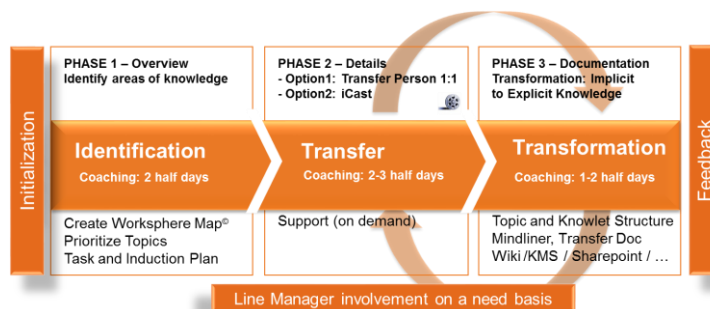 Initialization
PHASE 1 – Overview
Identify areas of knowledge
Identification
Coaching: 2 half days
Create Worksphere Map©
Prioritize Topics
Task and Induction Plan
PHASE 2 – Details
- Option1: Transfer Person 1:1
- Option2: iCast
Transfer
Coaching: 2-3 half days
Support (on demand)
PHASE 3 – Documentation
Transformation: Implicit
to Explicit Knowledge
Transformation
Coaching: 1-2 half days
Topic and Knowlet Structure
Mindliner, Transfer Doc
Wiki /KMS / Sharepoint / …
Feedback
Line Manager involvement on a need basis